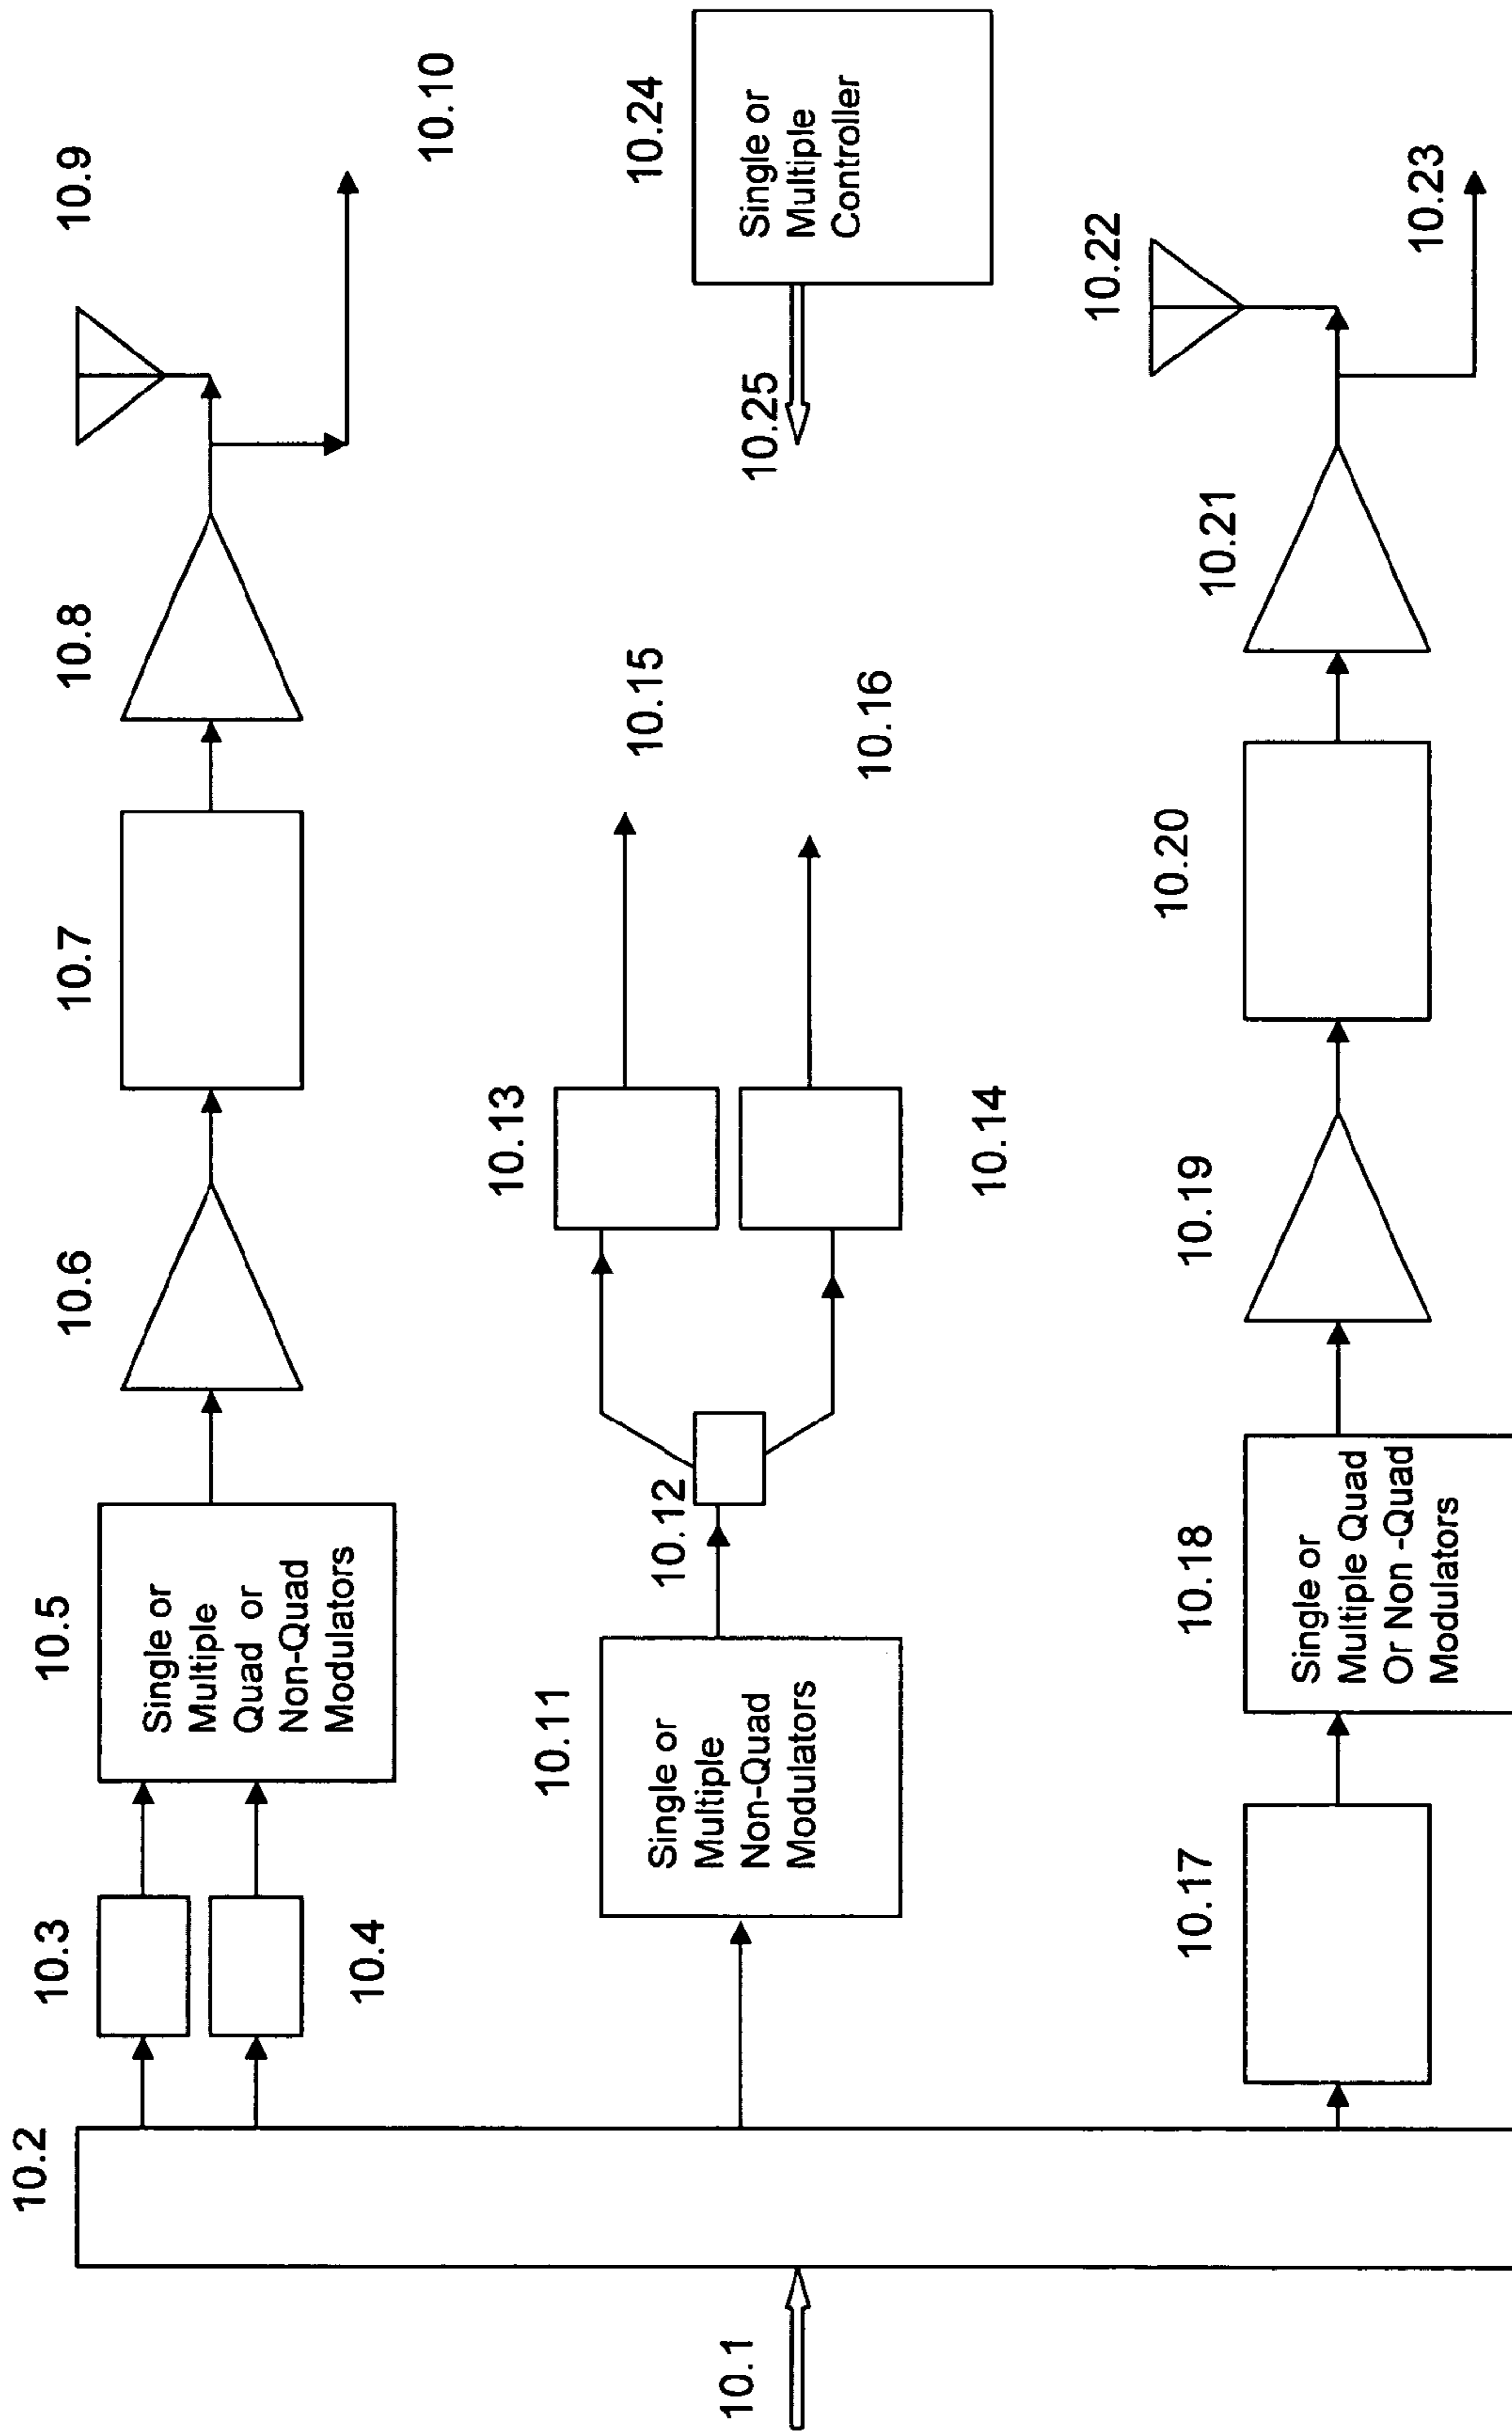 10.1
10.2
10.3
10.4
10.5
Single or
Multiple
Quad or
Non-Quad
Modulators
10.6
10.7
10.8
10.9
10.10
10.11
Single or
Multiple
Non-Quad
Modulators
10.12
10.13
10.14
10.15
10.16
10.24
Single or
Multiple
Controller
10.25
10.17
10.18
Single or
Multiple Quad
Or Non -Quad
Modulators
10.19
10.20
10.21
10.22
10.23